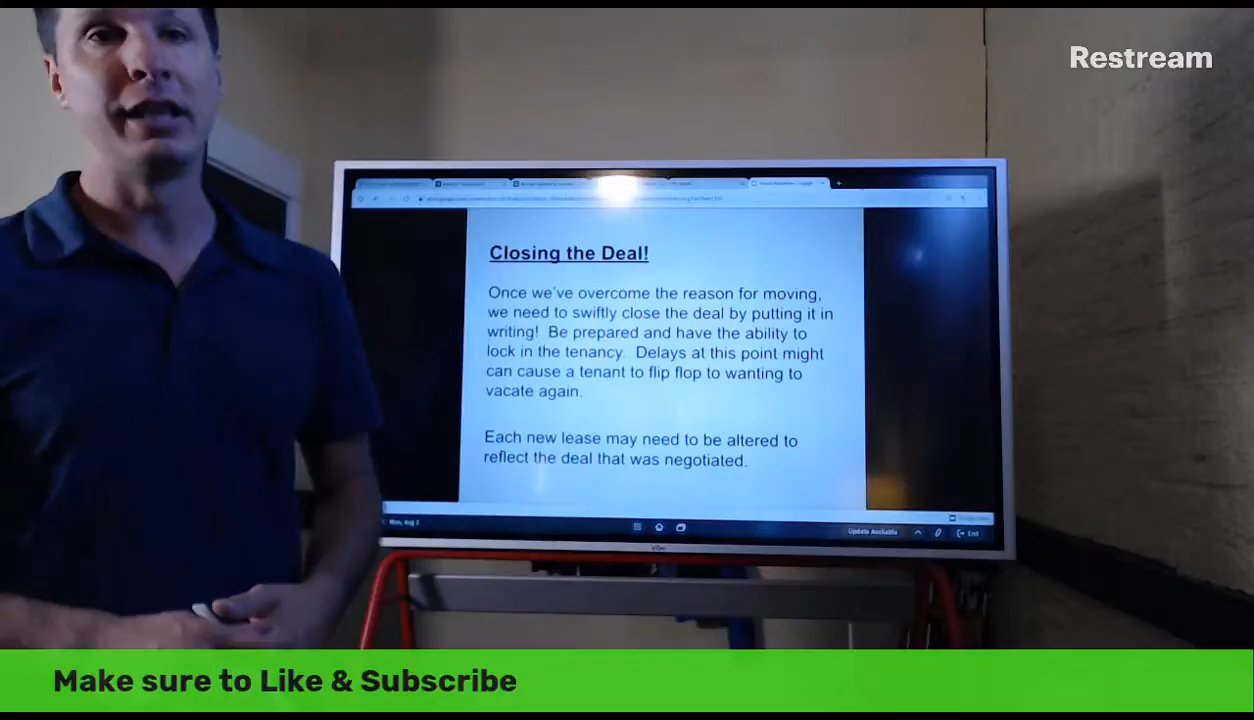 Restream
Closing the Deal!
Once we've overcome the reason for moving,
we need to swiftly close the deal by putting it in
writing! Be prepared and have the ability to
lock in the tenancy. Delays at this point might
can cause a tenant to flip flop to wanting to
vacate again.
Each new lease may need to be altered to
reflect the deal that was negotiated.
Mon, Aug
Update Available
End
Make sure to Like & Subscribe